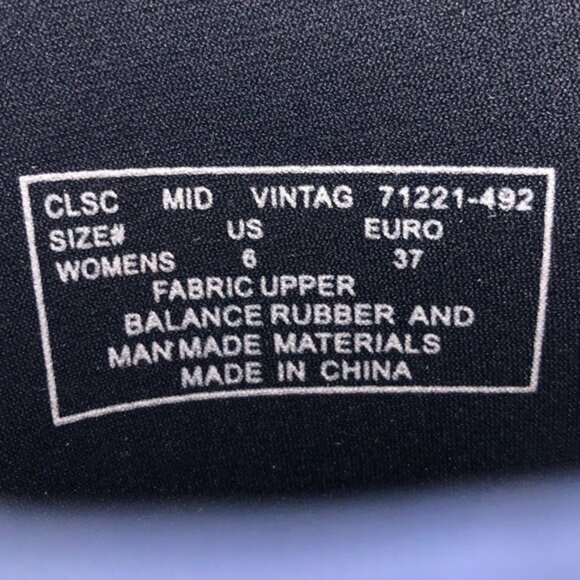 CLSC MID VINTAG 71221-492
SIZE# US EURO
WOMENS 6 37
FABRIC UPPER
BALANCE RUBBER AND
MAN'MADE MATERIALS
MADE IN CHINA